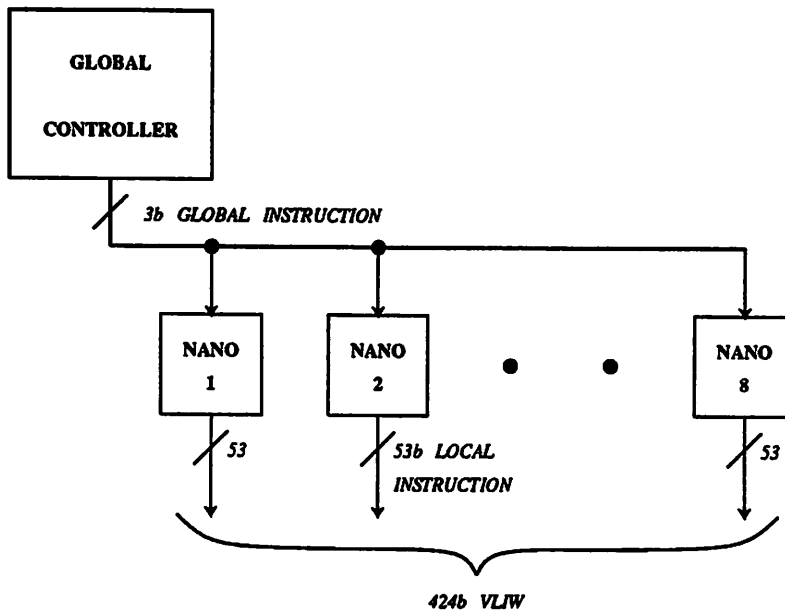 GLOBAL
CONTROLLER
3b GLOBAL INSTRUCTION
NANO
1
NANO
2
NANO
8
53
53b LOCAL
INSTRUCTION
53
424b VLIW